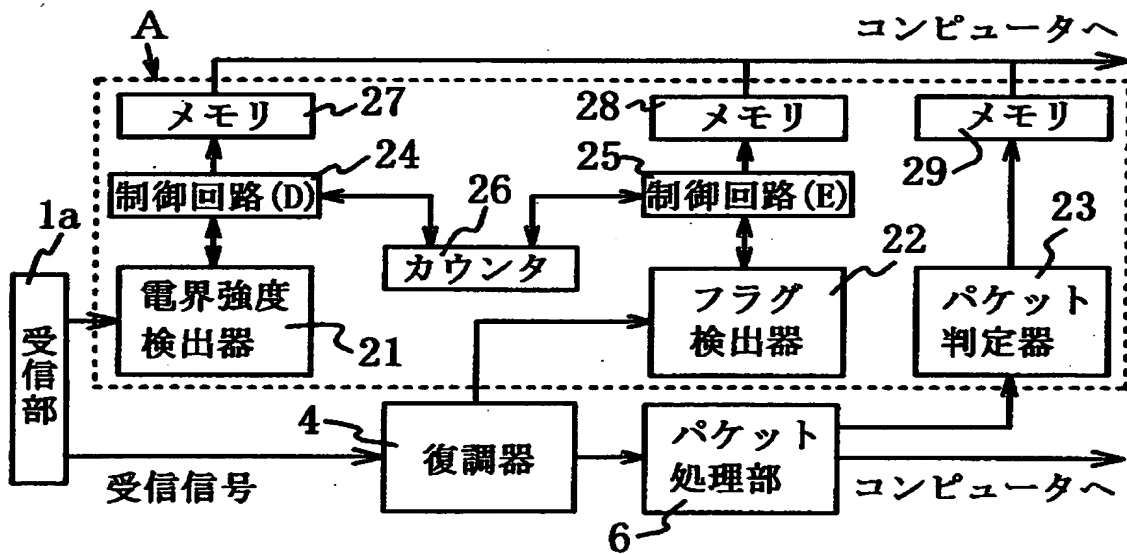 A
コンピュータへ
メモリ
27
28
メモリ
メモリ
29
24
制御回路(D)
25
制御回路(E)
26
カウンタ
1a
受信部
電界強度
検出器
21
フラグ
検出器
22
パケット
判定器
23
4
復調器
パケット
処理部
6
受信信号
コンピュータへ